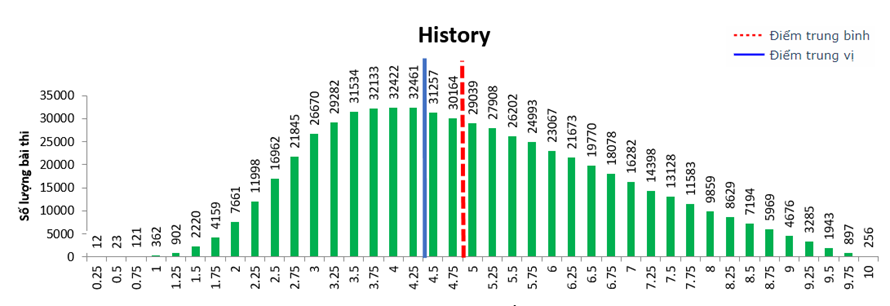 History
Điểm trung bình
Điểm trung vị
Số lượng bài thi
35000
30000
25000
20000
15000
10000
5000
0
12 23 121 362 902 2220 4159 7661 11998 16962 21845 26670 29282 31534 32133 32422 32461 31257 30164 29039 27908 26202 24993 23067 21673 19770 18078 16282 14398 13128 11583 9859 8629 7194 5969 4676 3285 1943 897 256
0.25 0.5 0.75 1 1.25 1.5 1.75 2 2.25 2.5 2.75 3 3.25 3.5 3.75 4 4.25 4.5 4.75 5 5.25 5.5 5.75 6 6.25 6.5 6.75 7 7.25 7.5 7.75 8 8.25 8.5 8.75 9 9.25 9.5 9.75 10